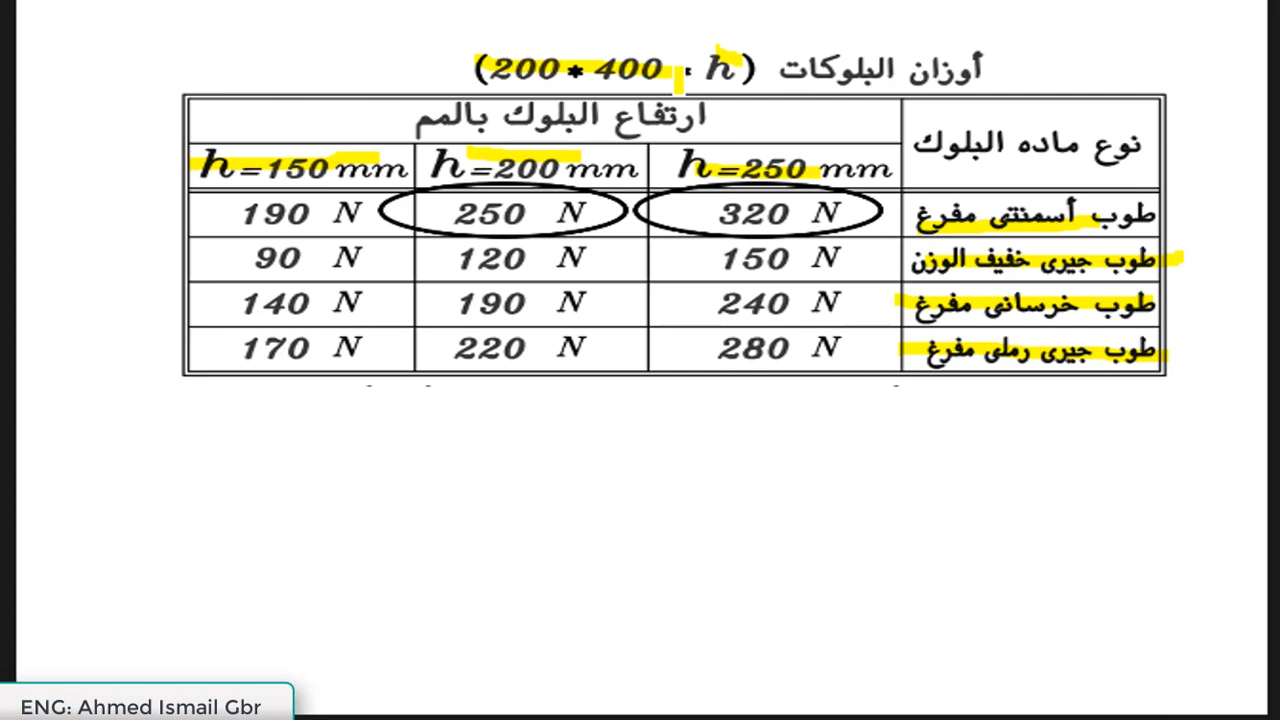 أوزان البلوكات (200 * 400 * h)
نوع ماده البلوك
ارتفاع البلوك بالمم
h=250 mm h=200 mm h=150 mm
طوب أسمنتى مفرغ 320 N 250 N 190 N
طوب جيرى خفيف الوزن 150 N 120 N 90 N
طوب خرسانى مفرغ 240 N 190 N 140 N
طوب جيرى رملى مفرغ 280 N 220 N 170 N
ENG: Ahmed Ismail Gbr